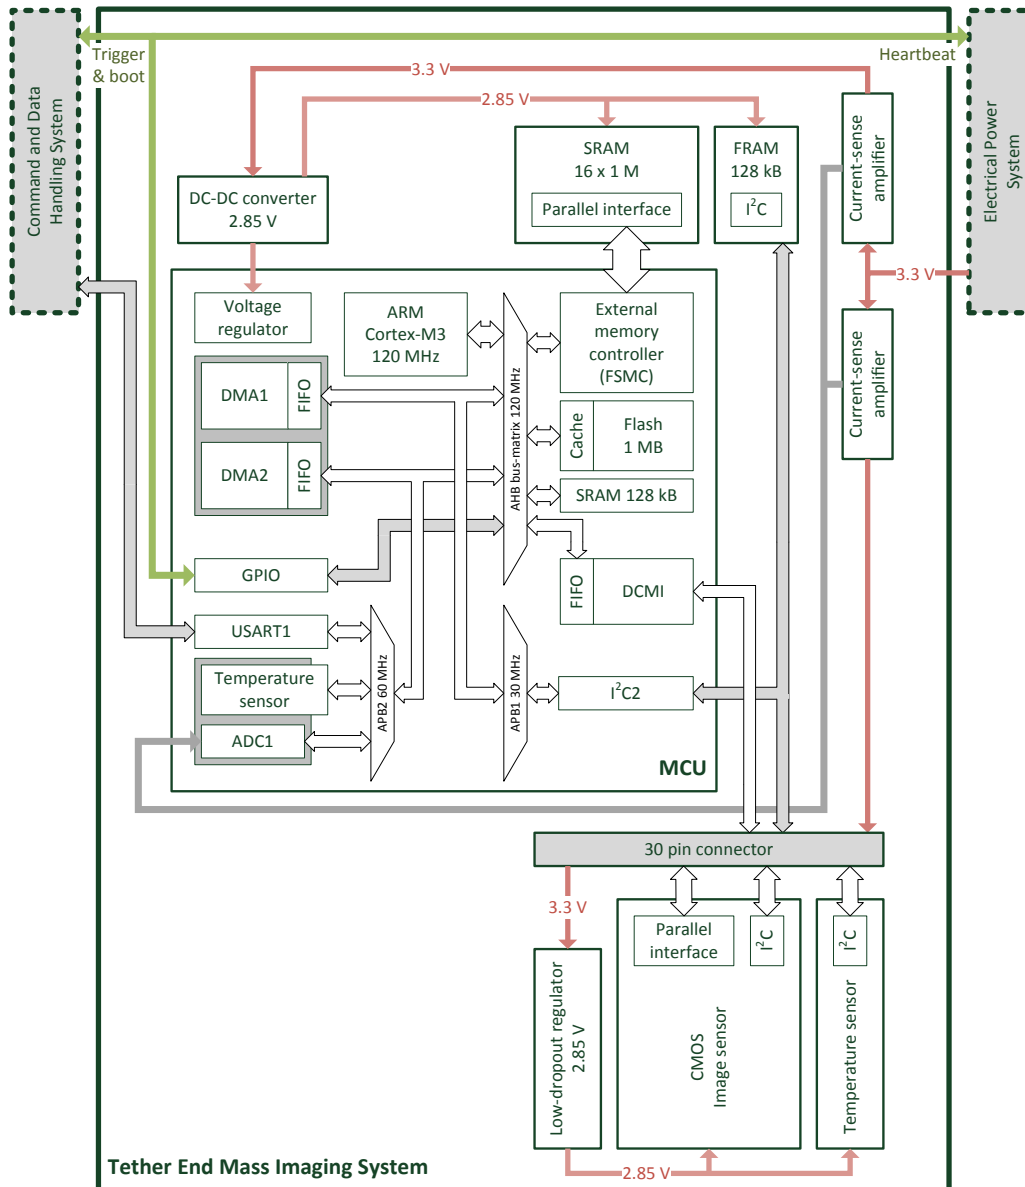 Command and Data
Handling System
Trigger
& boot
Heartbeat
Electrical Power
System
3.3 V
2.85 V
DC-DC converter
2.85 V
SRAM
16 x 1 M
Parallel interface
FRAM
128 kB
I²C
Current-sense
amplifier
3.3 V
Current-sense
amplifier
Voltage
regulator
ARM
Cortex-M3
120 MHz
External
memory
controller
(FSMC)
DMA1
FIFO
DMA2
FIFO
AHB bus-matrix 120 MHz
Cache
Flash
1 MB
SRAM 128 kB
GPIO
FIFO
DCMI
USART1
Temperature
sensor
ADC1
APB2 60 MHz
APB1 30 MHz
I²C2
MCU
30 pin connector
3.3 V
Low-dropout regulator
2.85 V
Parallel
interface
I²C
CMOS
Image sensor
I²C
Temperature sensor
2.85 V
Tether End Mass Imaging System